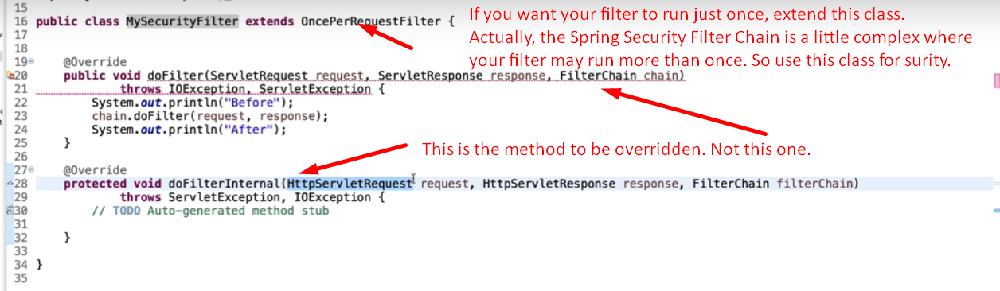 15
16 public class MySecurityFilter extends OncePerRequestFilter {
If you want your filter to run just once, extend this class.
Actually, the Spring Security Filter Chain is a little complex where
your filter may run more than once. So use this class for surity.
17
18
19 @Override
20 public void doFilter(ServletRequest request, ServletResponse response, FilterChain chain)
21 throws IOException, ServletException {
22 System.out.println("Before");
23 chain.doFilter(request, response);
24 System.out.println("After");
25 }
This is the method to be overridden. Not this one.
26
27 @Override
28 protected void doFilterInternal(HttpServletRequest request, HttpServletResponse response, FilterChain filterChain)
29 throws ServletException, IOException {
30 // TODO Auto-generated method stub
31
32 }
33
34 }
35